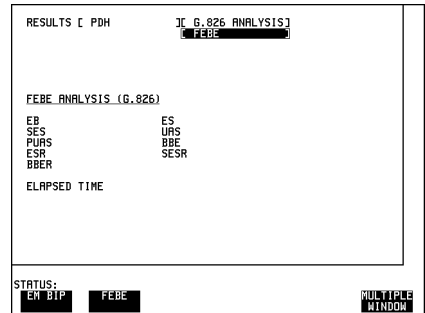 RESULTS [ PDH ][ G.826 ANALYSIS]
[ FEBE ]
FEBE ANALYSIS (G.826)
EB ES
SES UAS
PUAS BBE
ESR SESR
BBER
ELAPSED TIME
STATUS:
EM BIP FEBE MULTIPLE
WINDOW